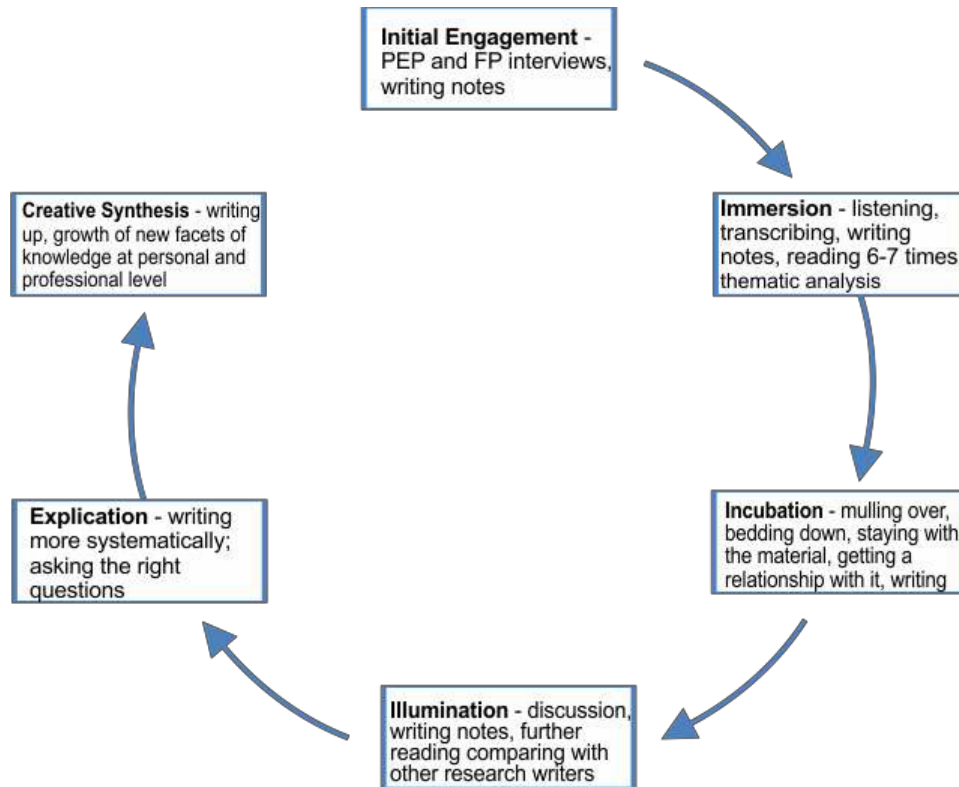 Initial Engagement -
PEP and FP interviews,
writing notes
Immersion - listening,
transcribing, writing
notes, reading 6-7 times
thematic analysis
Incubation - mulling over,
bedding down, staying with
the material, getting a
relationship with it, writing
Illumination - discussion,
writing notes, further
reading comparing with
other research writers
Explication - writing
more systematically;
asking the right
questions
Creative Synthesis - writing
up, growth of new facets of
knowledge at personal and
professional level